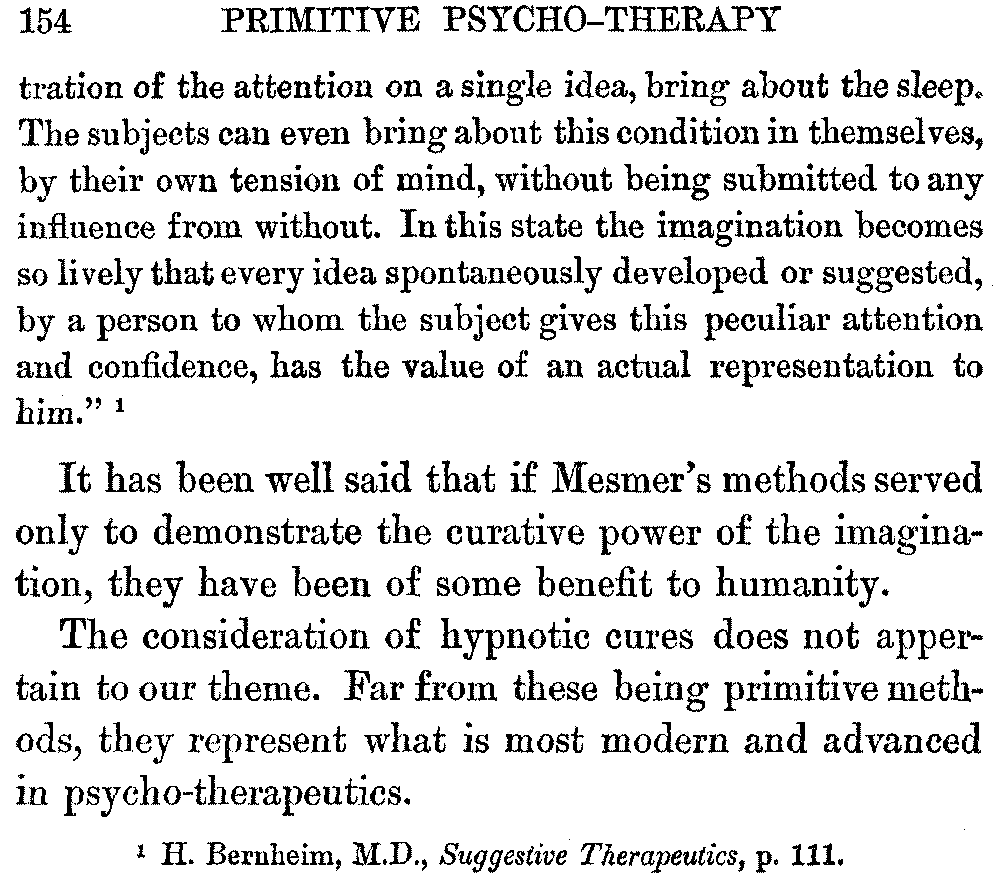 154 PRIMITIVE PSYCHO-THERAPY
tration of the attention on a single idea, bring about the sleep.
The subjects can even bring about this condition in themselves,
by their own tension of mind, without being submitted to any
influence from without. In this state the imagination becomes
so lively that every idea spontaneously developed or suggested,
by a person to whom the subject gives this peculiar attention
and confidence, has the value of an actual representation to
him.” ¹
It has been well said that if Mesmer’s methods served
only to demonstrate the curative power of the imagina-
tion, they have been of some benefit to humanity.
The consideration of hypnotic cures does not apper-
tain to our theme. Far from these being primitive meth-
ods, they represent what is most modern and advanced
in psycho-therapeutics.
¹ H. Bernheim, M.D., Suggestive Therapeutics, p. 111.